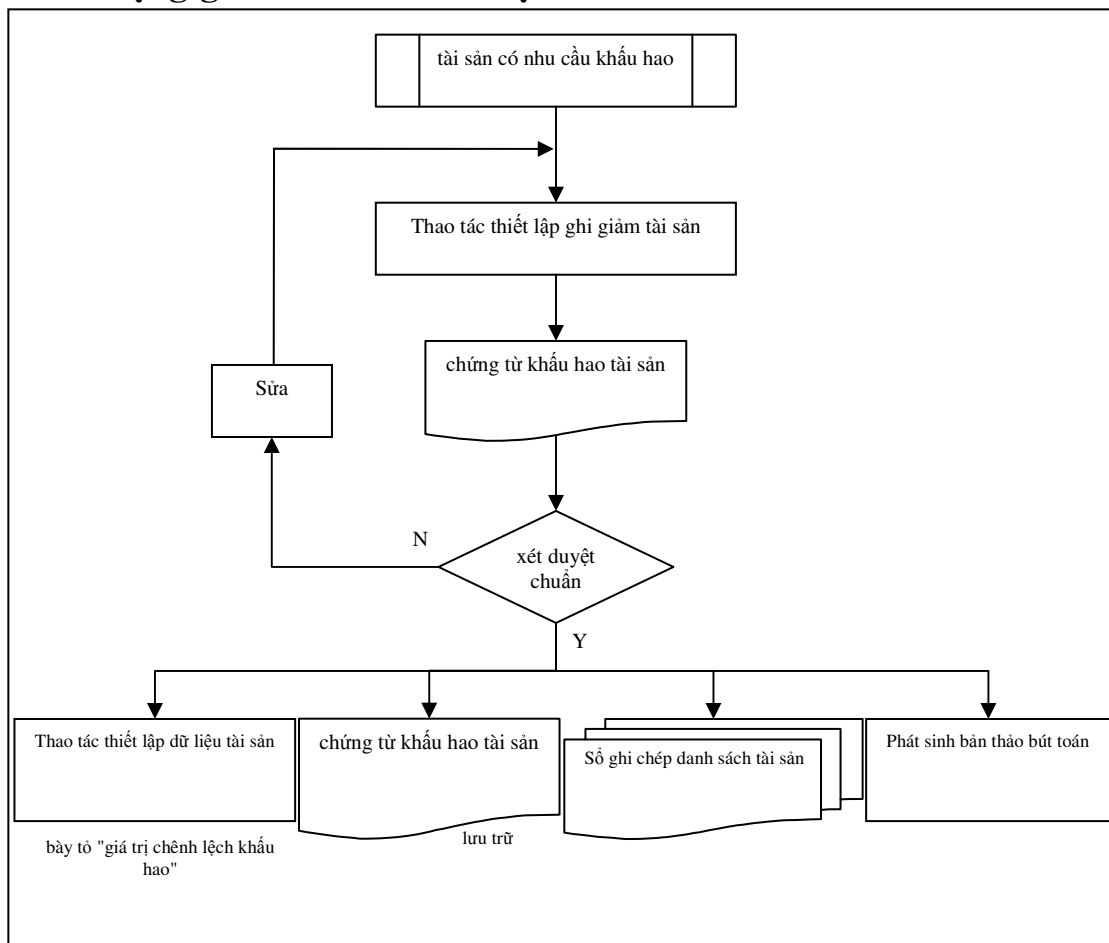 tài sản có nhu cầu khấu hao
Thao tác thiết lập ghi giảm tài sản
chứng từ khấu hao tài sản
Sửa
N
xét duyệt
chuẩn
Y
Thao tác thiết lập dữ liệu tài sản
chứng từ khấu hao tài sản
Sổ ghi chép danh sách tài sản
Phát sinh bản thảo bút toán
lưu trữ
bày tỏ "giá trị chênh lệch khấu
hao"